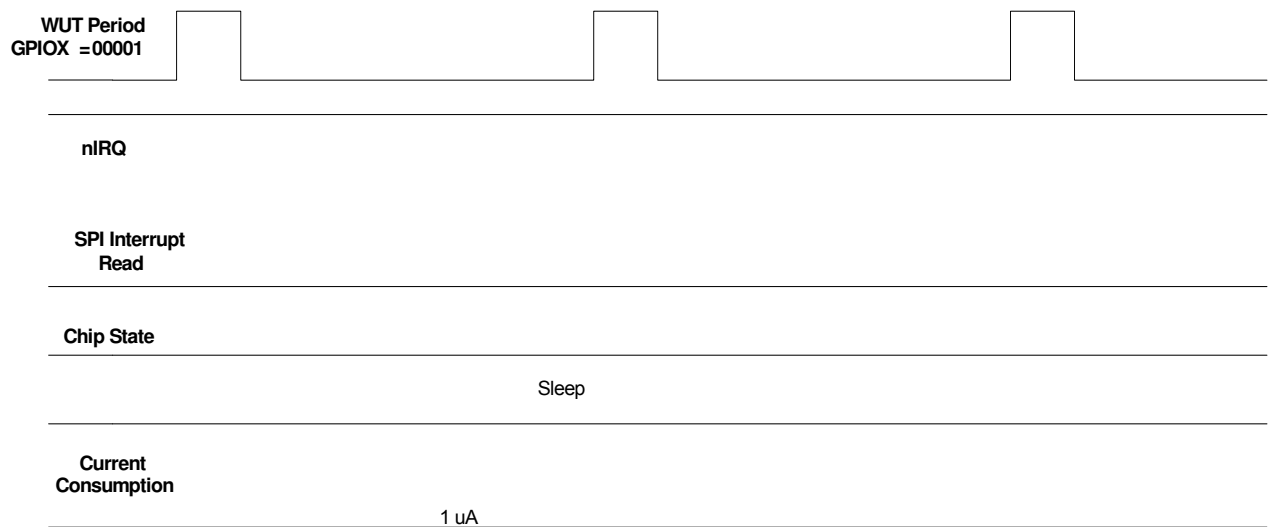 WUT Period
GPIOX =00001
nIRQ
SPI Interrupt
Read
Chip State
Sleep
Current
Consumption
1 uA